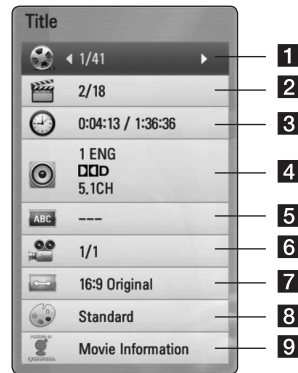 Title
1/41 1
2/18 2
0:04:13 / 1:36:36 3
1 ENG
DD D
5.1CH 4
ABC --- 5
1/1 6
16:9 Original 7
Standard 8
Movie Information 9